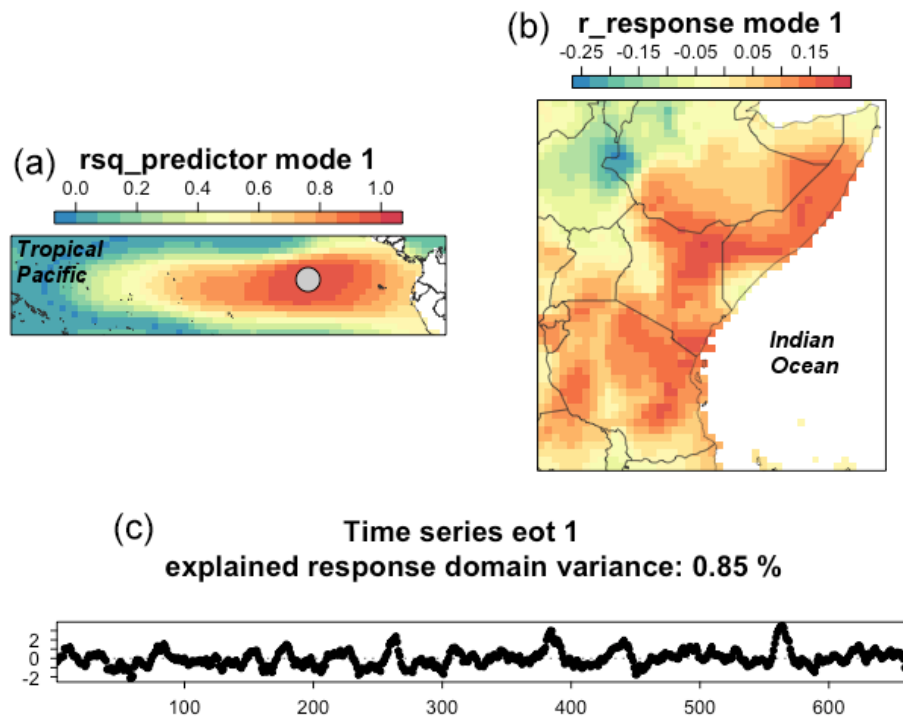 (b) r_response mode 1
-0.25 -0.15 -0.05 0.05 0.15
(a) rsq_predictor mode 1
0.0 0.2 0.4 0.6 0.8 1.0
Tropical
Pacific
Indian
Ocean
(c) Time series eot 1
explained response domain variance: 0.85 %
2
0
-2
100 200 300 400 500 600